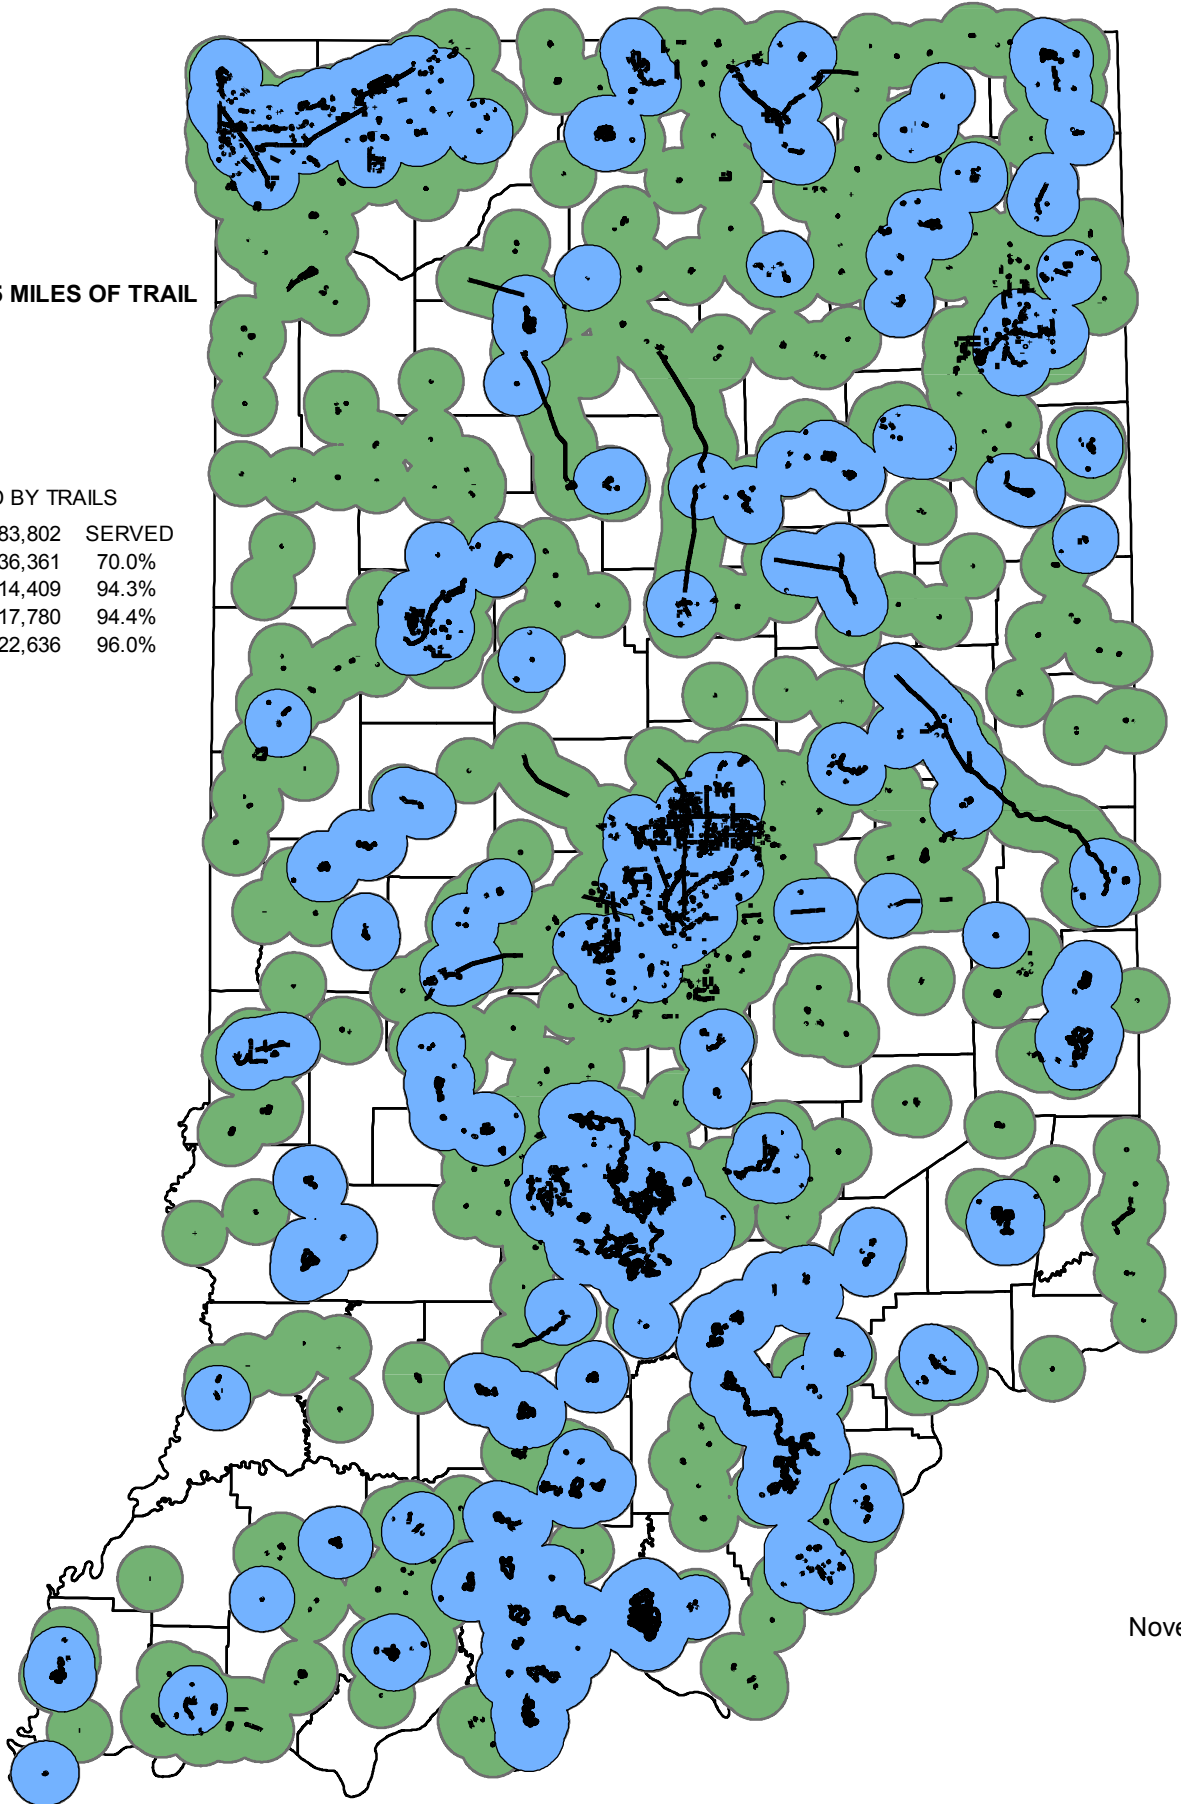 MILES OF TRAIL
BY TRAILS
83,802 SERVED
36,361 70.0%
14,409 94.3%
17,780 94.4%
22,636 96.0%